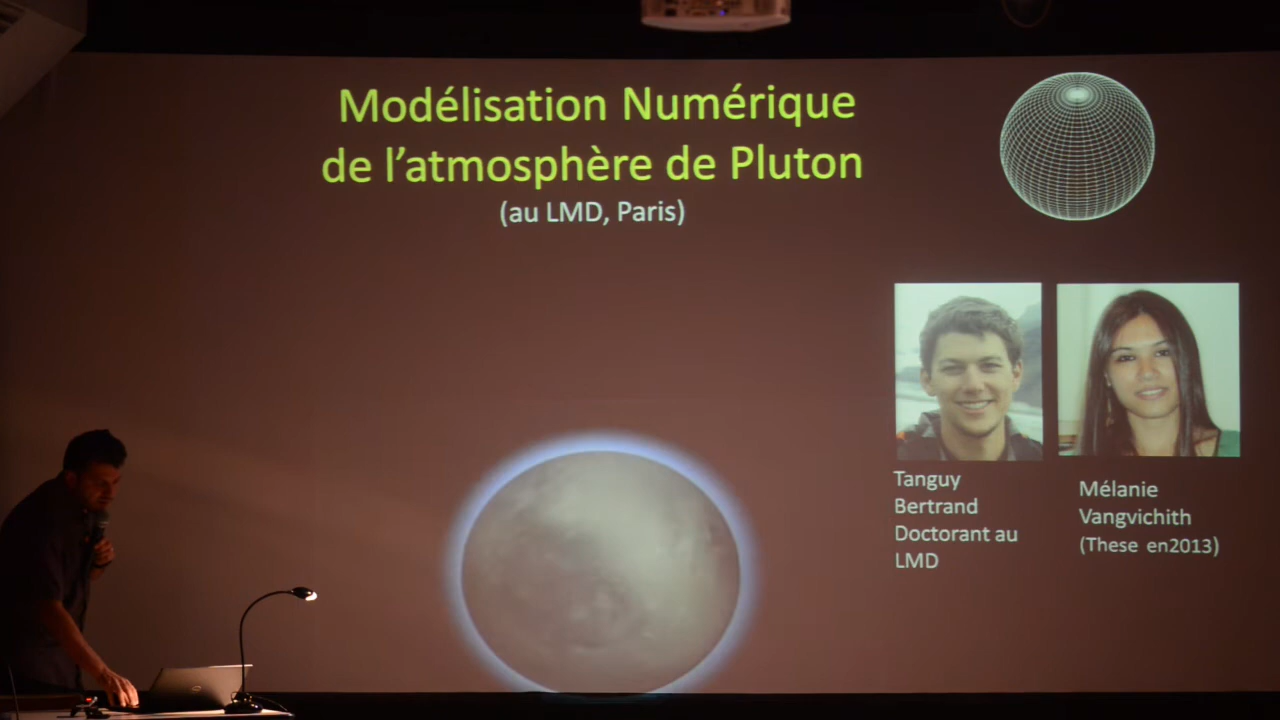 Modélisation Numérique
de l'atmosphère de Pluton
(au LMD, Paris)
Tanguy
Bertrand
Doctorant au
LMD
Mélanie
Vangvichith
(These en2013)